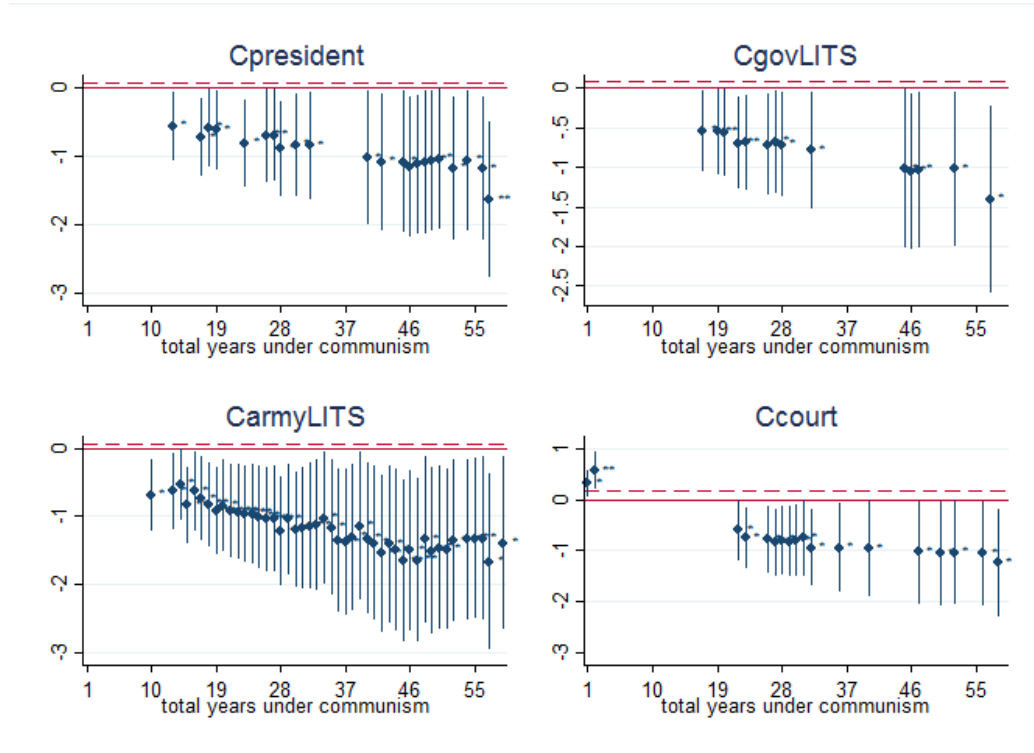 Cpresident
0
-1
-2
-3
1 10 19 28 37 46 55
total years under communism
CgovLITS
0
-.5
-1
-1.5
-2
-2.5
1 10 19 28 37 46 55
total years under communism
CarmyLITS
0
-1
-2
-3
1 10 19 28 37 46 55
total years under communism
Ccourt
1
0
-1
-2
-3
1 10 19 28 37 46 55
total years under communism